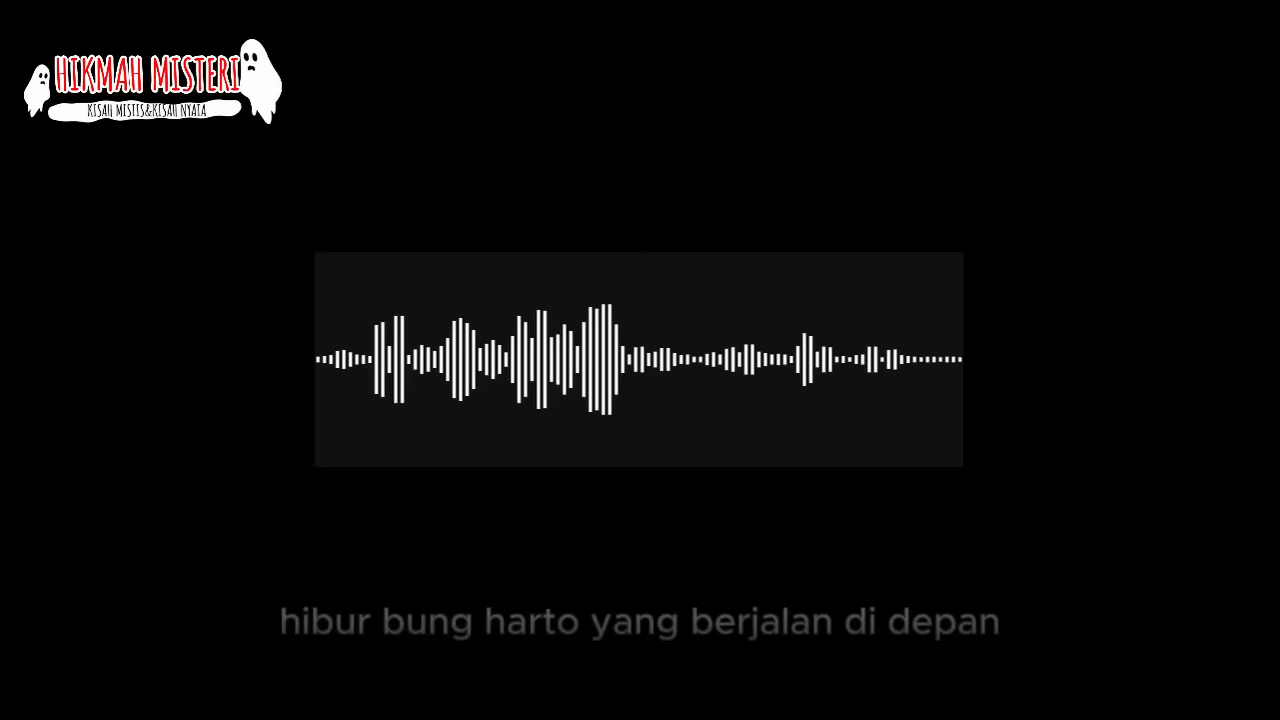 HIKMAH MISTERI
KISAH MISTIS&KISAH NYATA
hibur bung harto yang berjalan di depan